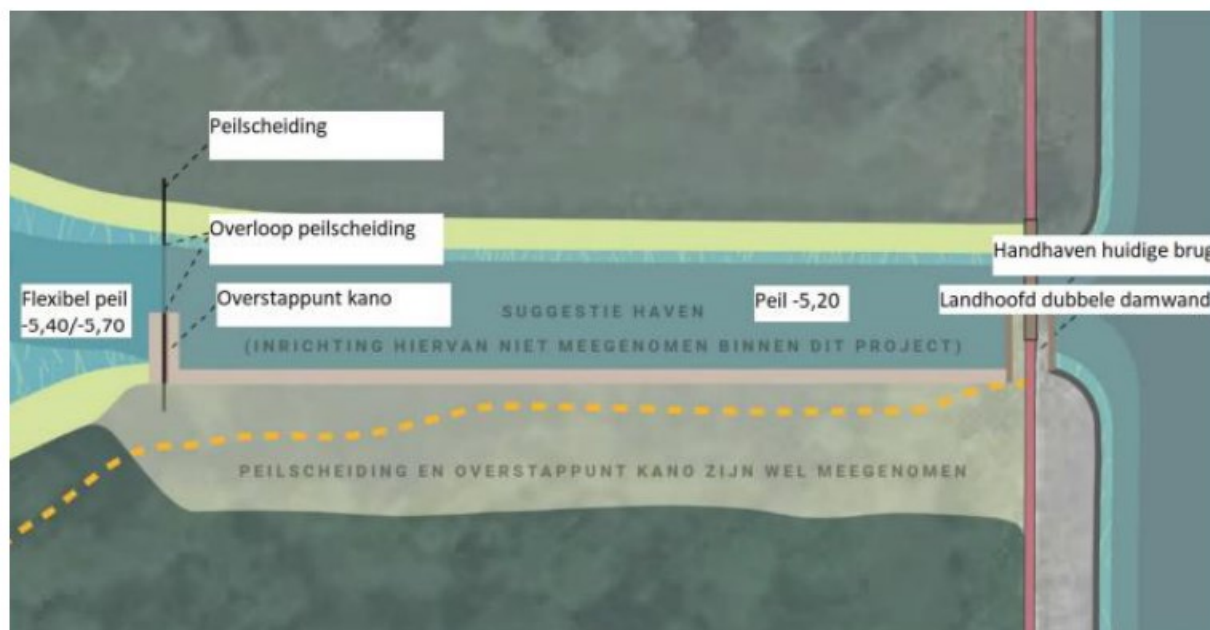 Peilscheiding
Overloop peilscheiding
Handhaven huidige brug
Flexibel peil
-5,40/-5,70
Overstappunt kano
Peil -5,20
Landhoofd dubbele damwand
SUGGESTIE HAVEN
(INRICHTING HIERVAN NIET MEEGENOMEN BINNEN DIT PROJECT)
PEILSCHEIDING EN OVERSTAPPUNT KANO ZIJN WEL MEEGENOMEN